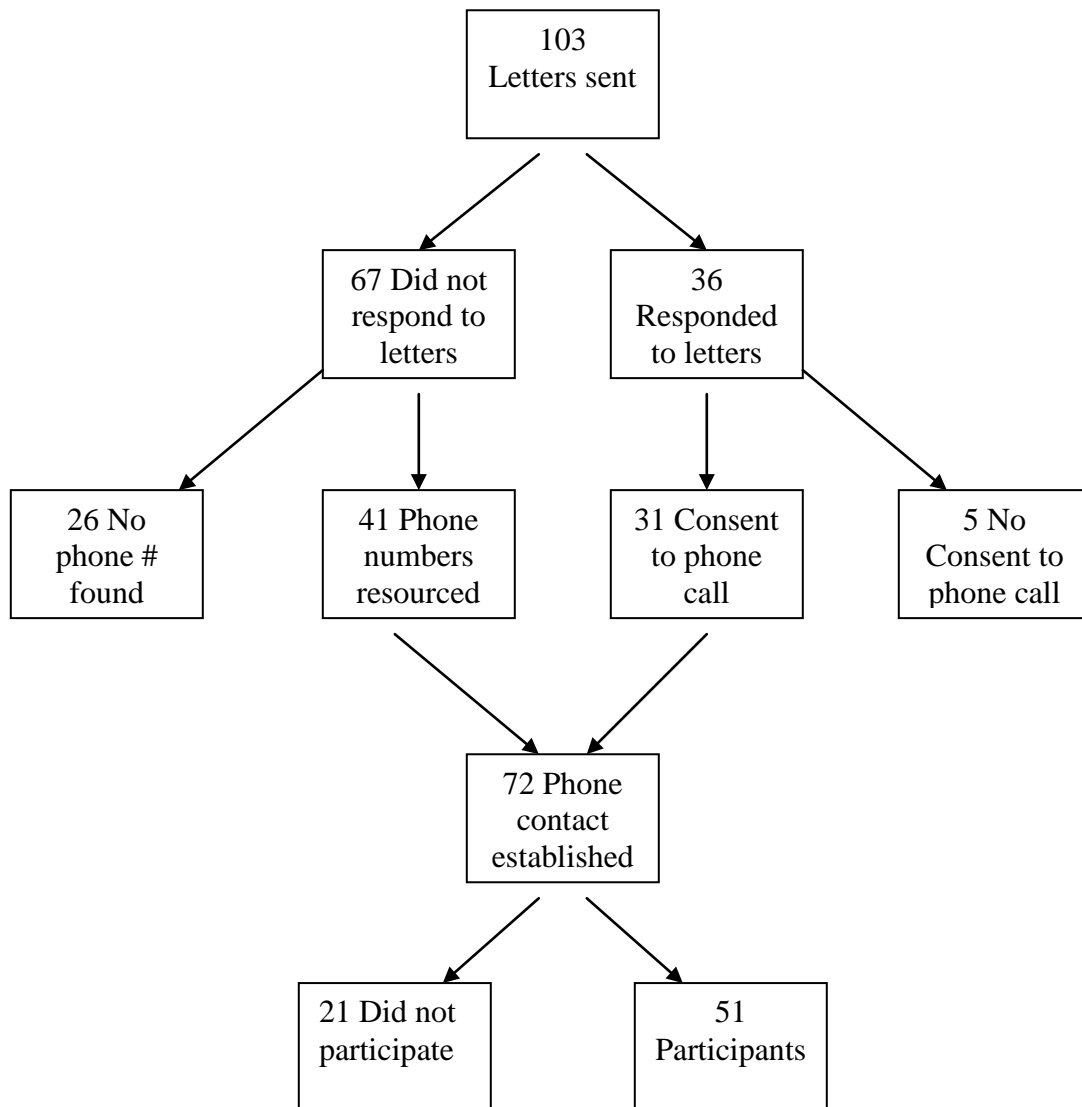 103
Letters sent
67 Did not
respond to
letters
36
Responded
to letters
26 No
phone #
found
41 Phone
numbers
resourced
31 Consent
to phone
call
5 No
Consent to
phone call
72 Phone
contact
established
21 Did not
participate
51
Participants